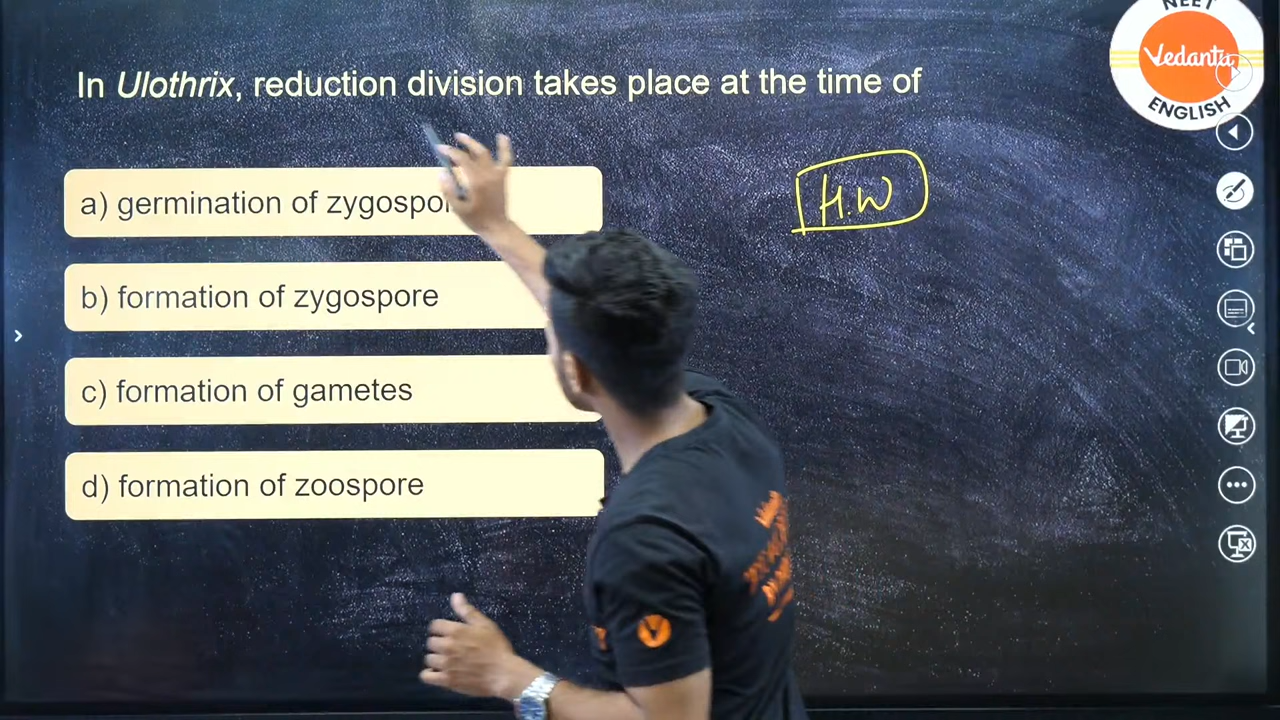 In Ulothrix, reduction division takes place at the time of
a) germination of
b) formation of zygospore
c) formation of gametes
d) formation of zoospore
H.W
NEET
Vedantu
ENGLISH